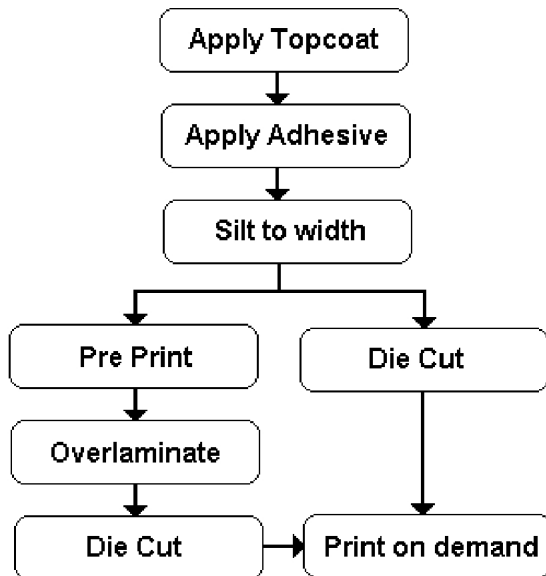 Apply Topcoat
Apply Adhesive
Silt to width
Pre Print
Die Cut
Overlaminate
Die Cut
Print on demand